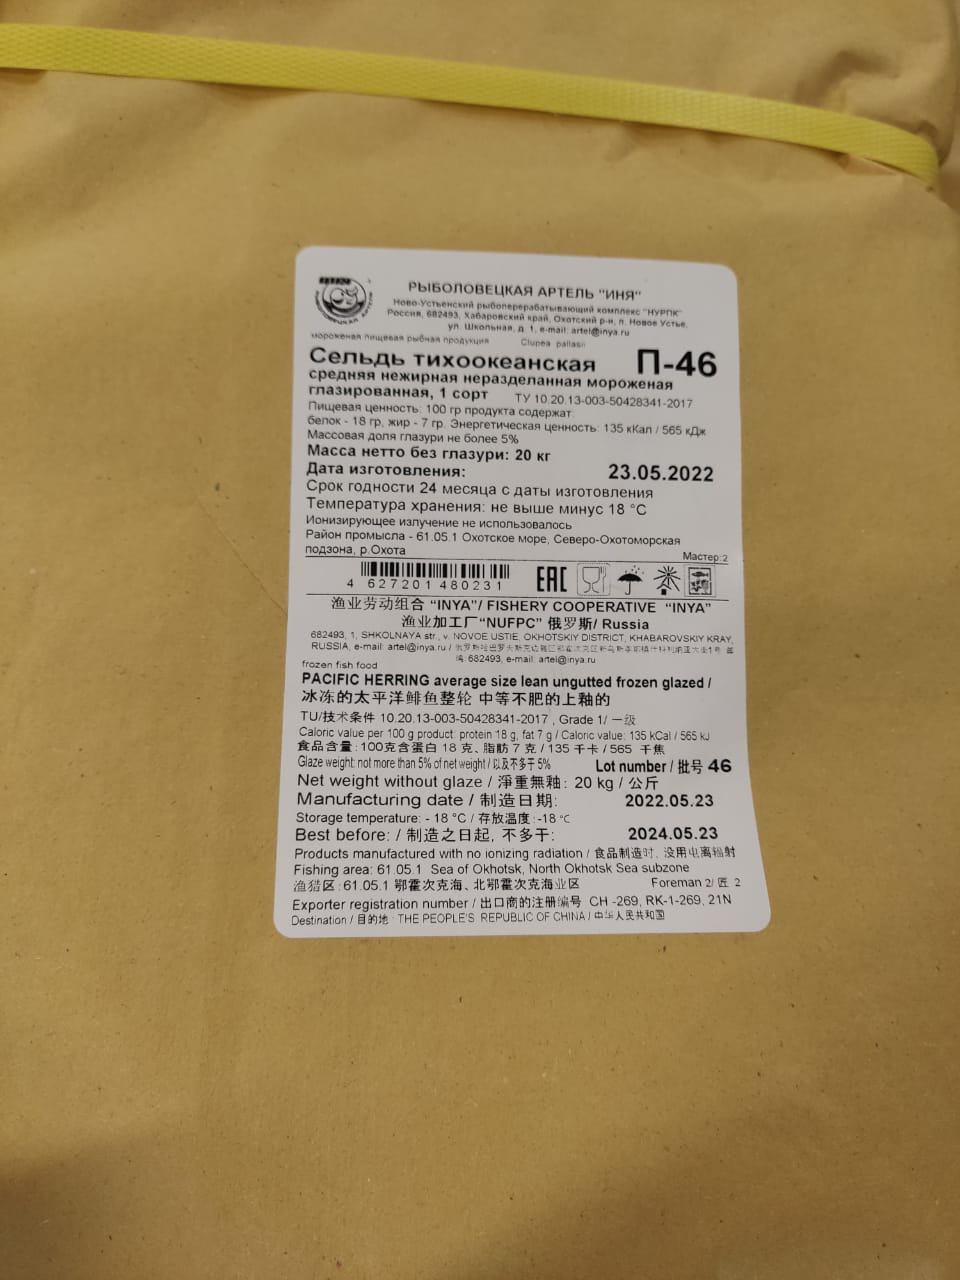 РЫБОЛОВЕЦКАЯ АРТЕЛЬ "ИНЯ"
Ново-Устьенский рыбоперерабатывающий комплекс "НУРПК"
Россия, 682493, Хабаровский край, Охотский р-н, п. Новое Устье,
ул. Школьная, д. 1, e-mail: artel@inya.ru
мороженая пищевая рыбная продукция Clupea pallasii
Сельдь тихоокеанская П-46
средняя нежирная неразделанная мороженая
глазированная, 1 сорт ТУ 10.20.13-003-50428341-2017
Пищевая ценность: 100 гр продукта содержат:
белок - 18 гр, жир - 7 гр. Энергетическая ценность: 135 кКал / 565 кДж
Массовая доля глазури не более 5%
Масса нетто без глазури: 20 кг
Дата изготовления: 23.05.2022
Срок годности 24 месяца с даты изготовления
Температура хранения: не выше минус 18 °С
Ионизирующее излучение не использовалось
Район промысла - 61.05.1 Охотское море, Северо-Охотоморская
подзона, р.Охота Мастер:2
4 627201 480231 EAC
渔业劳动组合 "INYA"/ FISHERY COOPERATIVE "INYA"
渔业加工厂"NUFPC" 俄罗斯/ Russia
682493, 1, SHKOLNAYA str., v. NOVOE USTIE, OKHOTSKIY DISTRICT, KHABAROVSKIY KRAY,
RUSSIA, e-mail: artel@inya.ru /
682493, e-mail: artel@inya.ru
frozen fish food
PACIFIC HERRING average size lean ungutted frozen glazed /
冰冻的太平洋鲱鱼整轮 中等不肥的上釉的
TU/技术条件 10.20.13-003-50428341-2017 , Grade 1/ 一级
Caloric value per 100 g product: protein 18 g, fat 7 g / Caloric value: 135 kCal / 565 kJ
食品含量: 100克含蛋白 18 克、脂肪 7 克 / 135 千卡 / 565 千焦
Glaze weight: not more than 5% of net weight / 以及不多于 5% Lot number / 批号 46
Net weight without glaze / 淨重無釉: 20 kg / 公斤
Manufacturing date / 制造日期: 2022.05.23
Storage temperature: - 18 °C / 存放温度: -18 °C
Best before: / 制造之日起, 不多于: 2024.05.23
Products manufactured with no ionizing radiation / 食品制造时、没用电离辐射
Fishing area: 61.05.1 Sea of Okhotsk, North Okhotsk Sea subzone
渔猎区: 61.05.1 鄂霍次克海、北鄂霍次克海业区 Foreman 2/ 匠 2
Exporter registration number / 出口商的注册编号 CH -269, RK-1-269, 21N
Destination / 目的地: THE PEOPLE'S REPUBLIC OF CHINA / 中华人民共和国